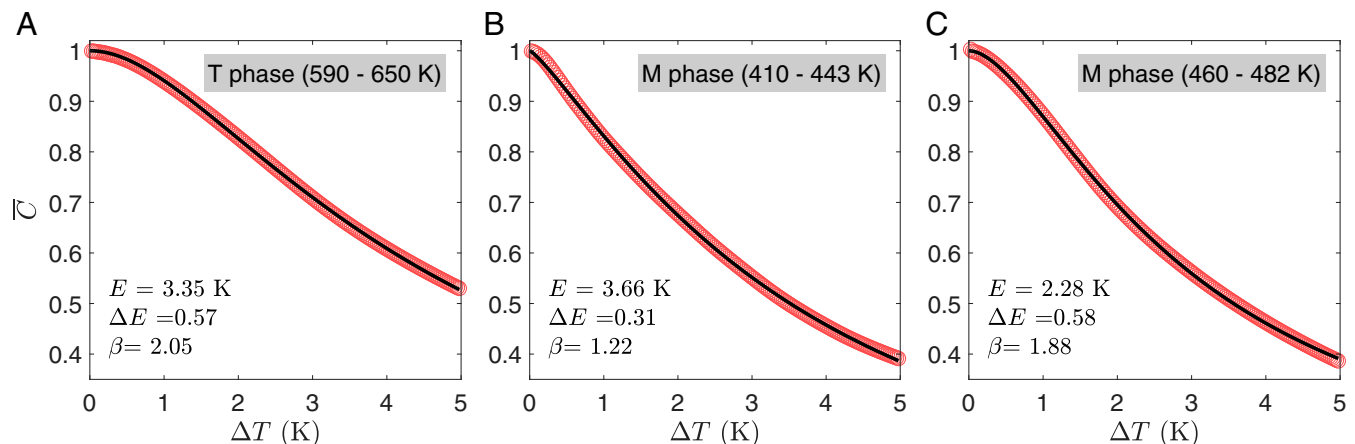 A
T phase (590 - 650 K)
1
0.9
0.8
0.7
0.6
0.5
0.4
C̅
E = 3.35 K
ΔE =0.57
β= 2.05
0 1 2 3 4 5
ΔT (K)
B
M phase (410 - 443 K)
1
0.9
0.8
0.7
0.6
0.5
0.4
E = 3.66 K
ΔE =0.31
β= 1.22
0 1 2 3 4 5
ΔT (K)
C
M phase (460 - 482 K)
1
0.9
0.8
0.7
0.6
0.5
0.4
E = 2.28 K
ΔE =0.58
β= 1.88
0 1 2 3 4 5
ΔT (K)